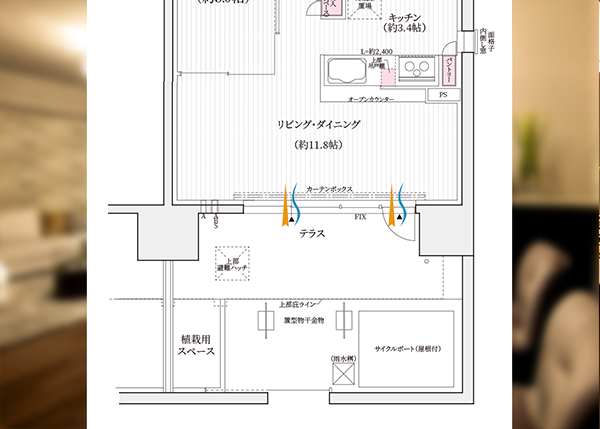 置場
キッチン
(約3.4帖)
面格子
内倒し窓
L=約2,400
上部
吊戸棚
パントリー
オープンカウンター
PS
リビング・ダイニング
(約11.8帖)
カーテンボックス
FIX
テラス
上部
避難ハッチ
上部庇ライン
置型物干金物
植栽用
スペース
サイクルポート(屋根付)
(雨水桝)